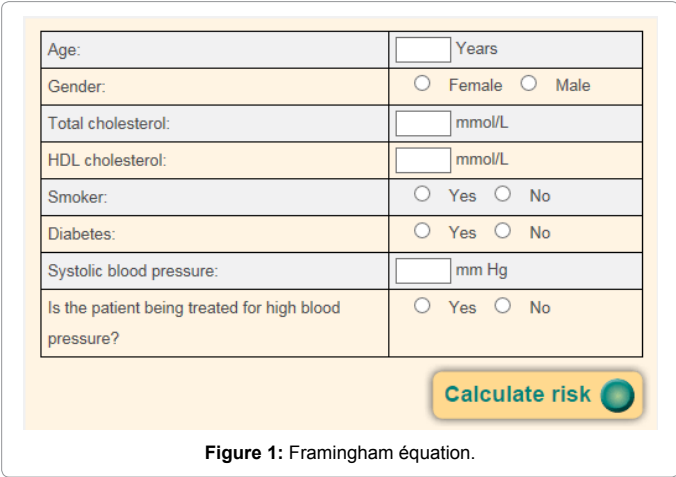 Age: Years
Gender: Female Male
Total cholesterol: mmol/L
HDL cholesterol: mmol/L
Smoker: Yes No
Diabetes: Yes No
Systolic blood pressure: mm Hg
Is the patient being treated for high blood Yes No
pressure?
Calculate risk
Figure 1: Framingham équation.